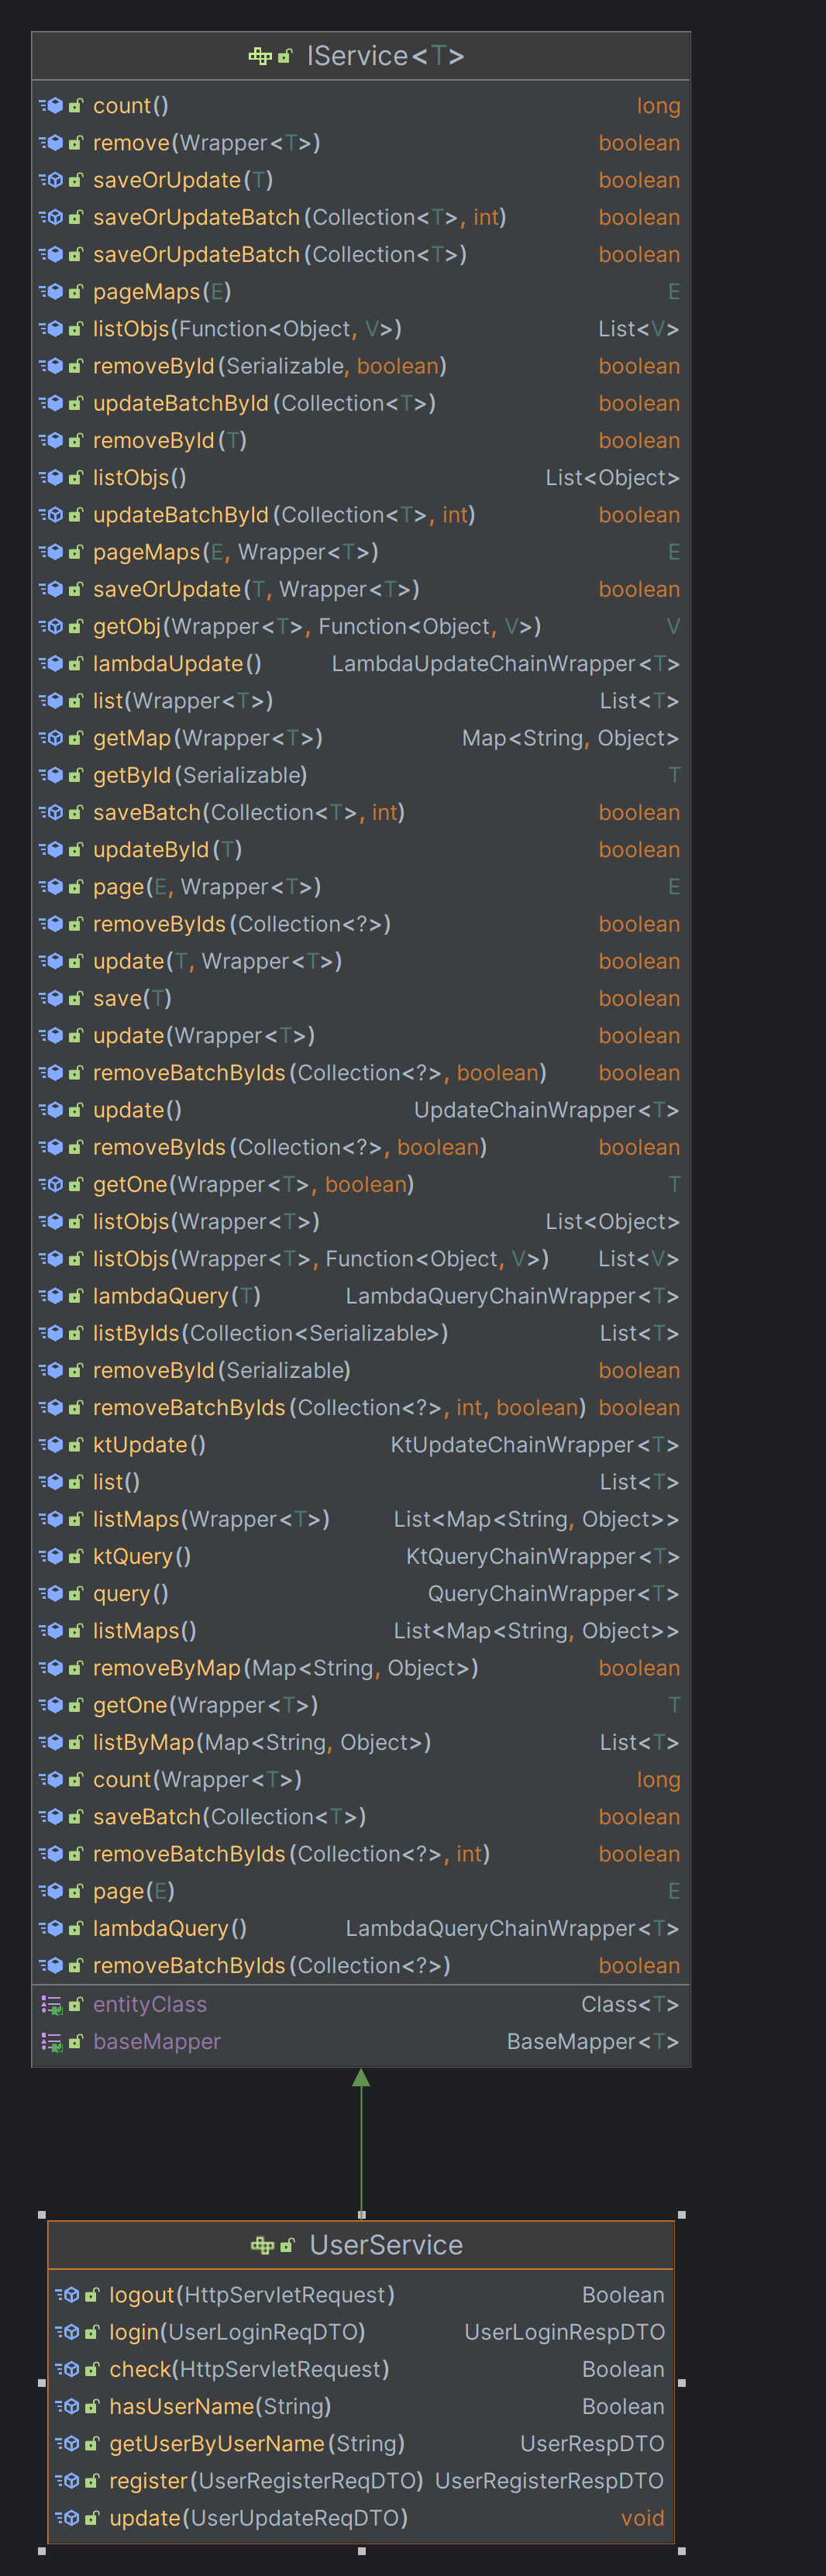 IService<T>
count() long
remove(Wrapper<T>) boolean
saveOrUpdate(T) boolean
saveOrUpdateBatch(Collection<T>, int) boolean
saveOrUpdateBatch(Collection<T>) boolean
pageMaps(E) E
listObjs(Function<Object, V>) List<V>
removeById(Serializable, boolean) boolean
updateBatchById(Collection<T>) boolean
removeById(T) boolean
listObjs() List<Object>
updateBatchById(Collection<T>, int) boolean
pageMaps(E, Wrapper<T>) E
saveOrUpdate(T, Wrapper<T>) boolean
getObj(Wrapper<T>, Function<Object, V>) V
lambdaUpdate() LambdaUpdateChainWrapper<T>
list(Wrapper<T>) List<T>
getMap(Wrapper<T>) Map<String, Object>
getById(Serializable) T
saveBatch(Collection<T>, int) boolean
updateById(T) boolean
page(E, Wrapper<T>) E
removeByIds(Collection<?>) boolean
update(T, Wrapper<T>) boolean
save(T) boolean
update(Wrapper<T>) boolean
removeBatchByIds(Collection<?>, boolean) boolean
update() UpdateChainWrapper<T>
removeByIds(Collection<?>, boolean) boolean
getOne(Wrapper<T>, boolean) T
listObjs(Wrapper<T>) List<Object>
listObjs(Wrapper<T>, Function<Object, V>) List<V>
lambdaQuery(T) LambdaQueryChainWrapper<T>
listByIds(Collection<Serializable>) List<T>
removeById(Serializable) boolean
removeBatchByIds(Collection<?>, int, boolean) boolean
ktUpdate() KtUpdateChainWrapper<T>
list() List<T>
listMaps(Wrapper<T>) List<Map<String, Object>>
ktQuery() KtQueryChainWrapper<T>
query() QueryChainWrapper<T>
listMaps() List<Map<String, Object>>
removeByMap(Map<String, Object>) boolean
getOne(Wrapper<T>) T
listByMap(Map<String, Object>) List<T>
count(Wrapper<T>) long
saveBatch(Collection<T>) boolean
removeBatchByIds(Collection<?>, int) boolean
page(E) E
lambdaQuery() LambdaQueryChainWrapper<T>
removeBatchByIds(Collection<?>) boolean
entityClass Class<T>
baseMapper BaseMapper<T>
UserService
logout(HttpServletRequest) Boolean
login(UserLoginReqDTO) UserLoginRespDTO
check(HttpServletRequest) Boolean
hasUserName(String) Boolean
getUserByUserName(String) UserRespDTO
register(UserRegisterReqDTO) UserRegisterRespDTO
update(UserUpdateReqDTO) void